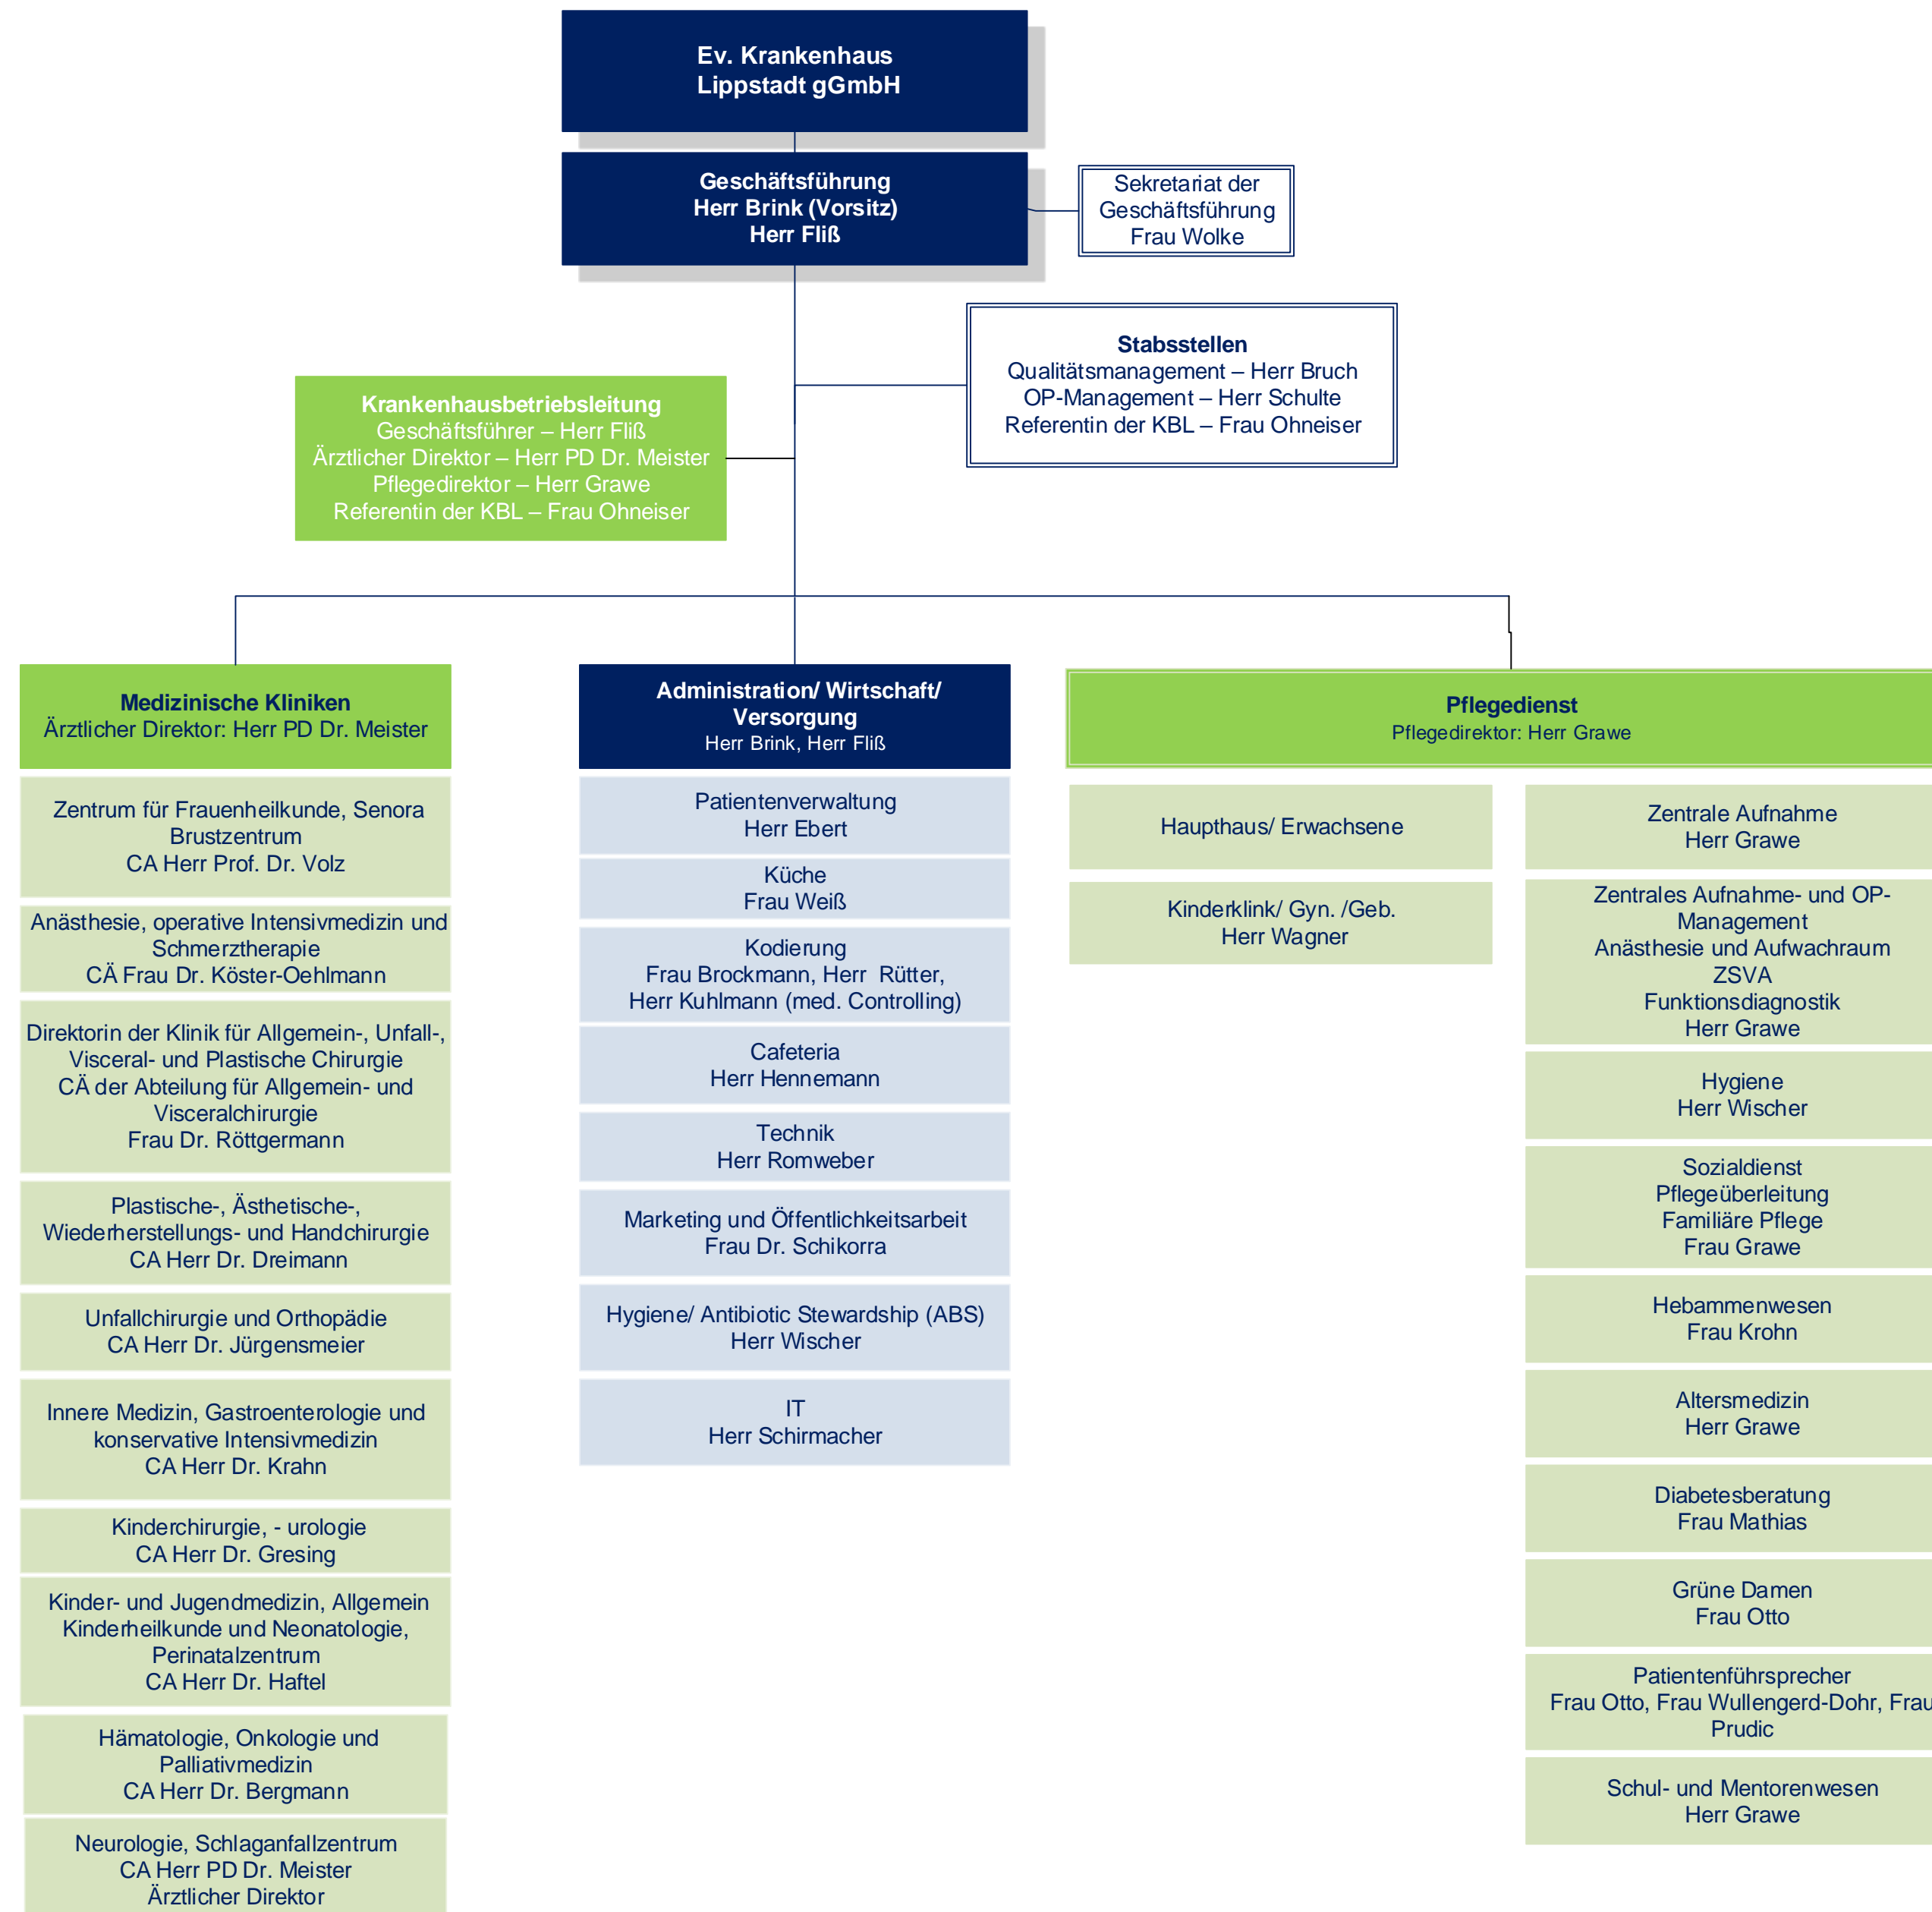 Ev. Krankenhaus
Lippstadt gGmbH
Geschäftsführung
Herr Brink (Vorsitz)
Herr Fliß
Sekretariat der
Geschäftsführung
Frau Wolke
Stabsstellen
Qualitätsmanagement – Herr Bruch
OP-Management – Herr Schulte
Referentin der KBL – Frau Ohneiser
Krankenhausbetriebsleitung
Geschäftsführer – Herr Fliß
Ärztlicher Direktor – Herr PD Dr. Meister
Pflegedirektor – Herr Grawe
Referentin der KBL – Frau Ohneiser
Medizinische Kliniken
Ärztlicher Direktor: Herr PD Dr. Meister
Zentrum für Frauenheilkunde, Senora
Brustzentrum
CA Herr Prof. Dr. Volz
Anästhesie, operative Intensivmedizin und
Schmerztherapie
CÄ Frau Dr. Köster-Oehlmann
Direktorin der Klinik für Allgemein-, Unfall-,
Visceral- und Plastische Chirurgie
CÄ der Abteilung für Allgemein- und
Visceralchirurgie
Frau Dr. Röttgermann
Plastische-, Ästhetische-,
Wiederherstellungs- und Handchirurgie
CA Herr Dr. Dreimann
Unfallchirurgie und Orthopädie
CA Herr Dr. Jürgensmeier
Innere Medizin, Gastroenterologie und
konservative Intensivmedizin
CA Herr Dr. Krahn
Kinderchirurgie, - urologie
CA Herr Dr. Gresing
Kinder- und Jugendmedizin, Allgemein
Kinderheilkunde und Neonatologie,
Perinatalzentrum
CA Herr Dr. Haftel
Hämatologie, Onkologie und
Palliativmedizin
CA Herr Dr. Bergmann
Neurologie, Schlaganfallzentrum
CA Herr PD Dr. Meister
Ärztlicher Direktor
Administration/ Wirtschaft/
Versorgung
Herr Brink, Herr Fliß
Patientenverwaltung
Herr Ebert
Küche
Frau Weiß
Kodierung
Frau Brockmann, Herr  Rütter,
Herr Kuhlmann (med. Controlling)
Cafeteria
Herr Hennemann
Technik
Herr Romweber
Marketing und Öffentlichkeitsarbeit
Frau Dr. Schikorra
Hygiene/ Antibiotic Stewardship (ABS)
Herr Wischer
IT
Herr Schirmacher
Pflegedienst
Pflegedirektor: Herr Grawe
Haupthaus/ Erwachsene
Kinderklink/ Gyn. /Geb.
Herr Wagner
Zentrale Aufnahme
Herr Grawe
Zentrales Aufnahme- und OP-
Management
Anästhesie und Aufwachraum
ZSVA
Funktionsdiagnostik
Herr Grawe
Hygiene
Herr Wischer
Sozialdienst
Pflegeüberleitung
Familiäre Pflege
Frau Grawe
Hebammenwesen
Frau Krohn
Altersmedizin
Herr Grawe
Diabetesberatung
Frau Mathias
Grüne Damen
Frau Otto
Patientenführsprecher
Frau Otto, Frau Wullengerd-Dohr, Frau
Prudic
Schul- und Mentorenwesen
Herr Grawe